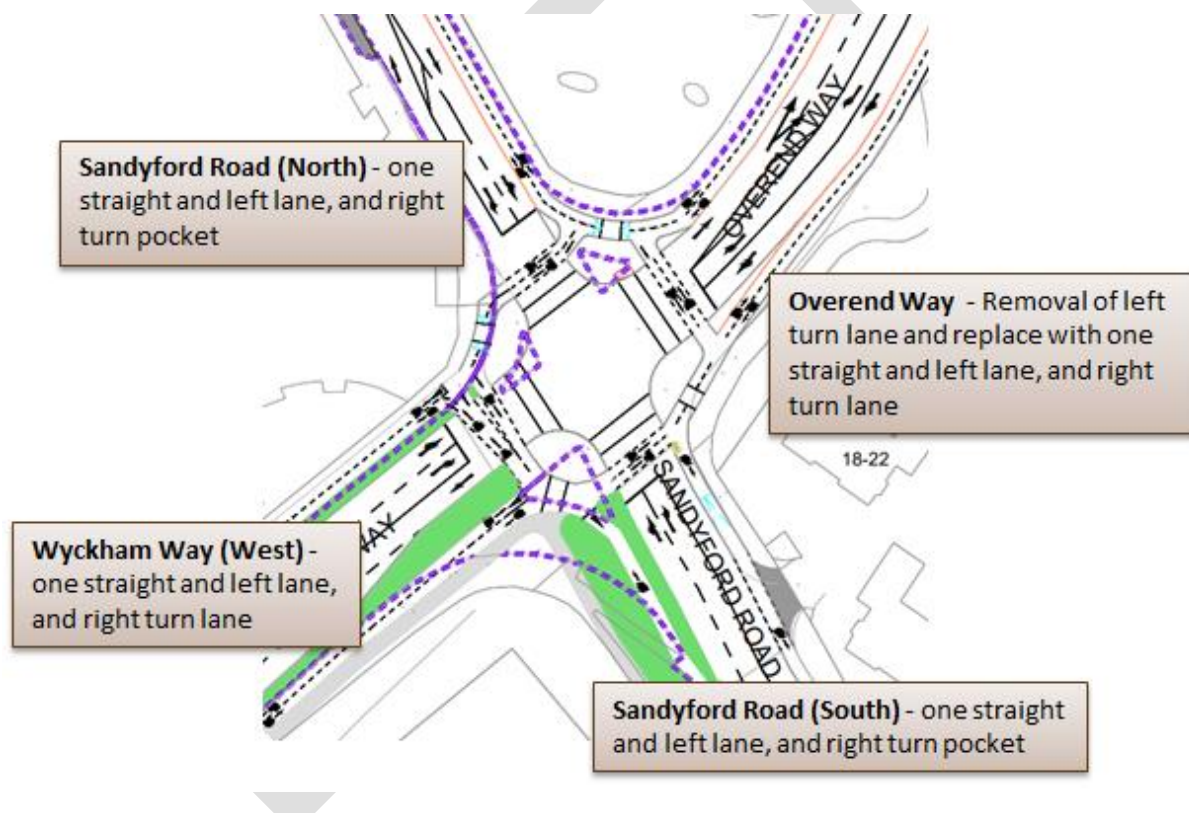 Sandyford Road (North) - one
straight and left lane, and right
turn pocket
OVEREND WAY
Overend Way - Removal of left
turn lane and replace with one
straight and left lane, and right
turn lane
18-22
SANDYFORD ROAD
WAY
Wyckham Way (West) -
one straight and left lane,
and right turn lane
Sandyford Road (South) - one straight
and left lane, and right turn pocket